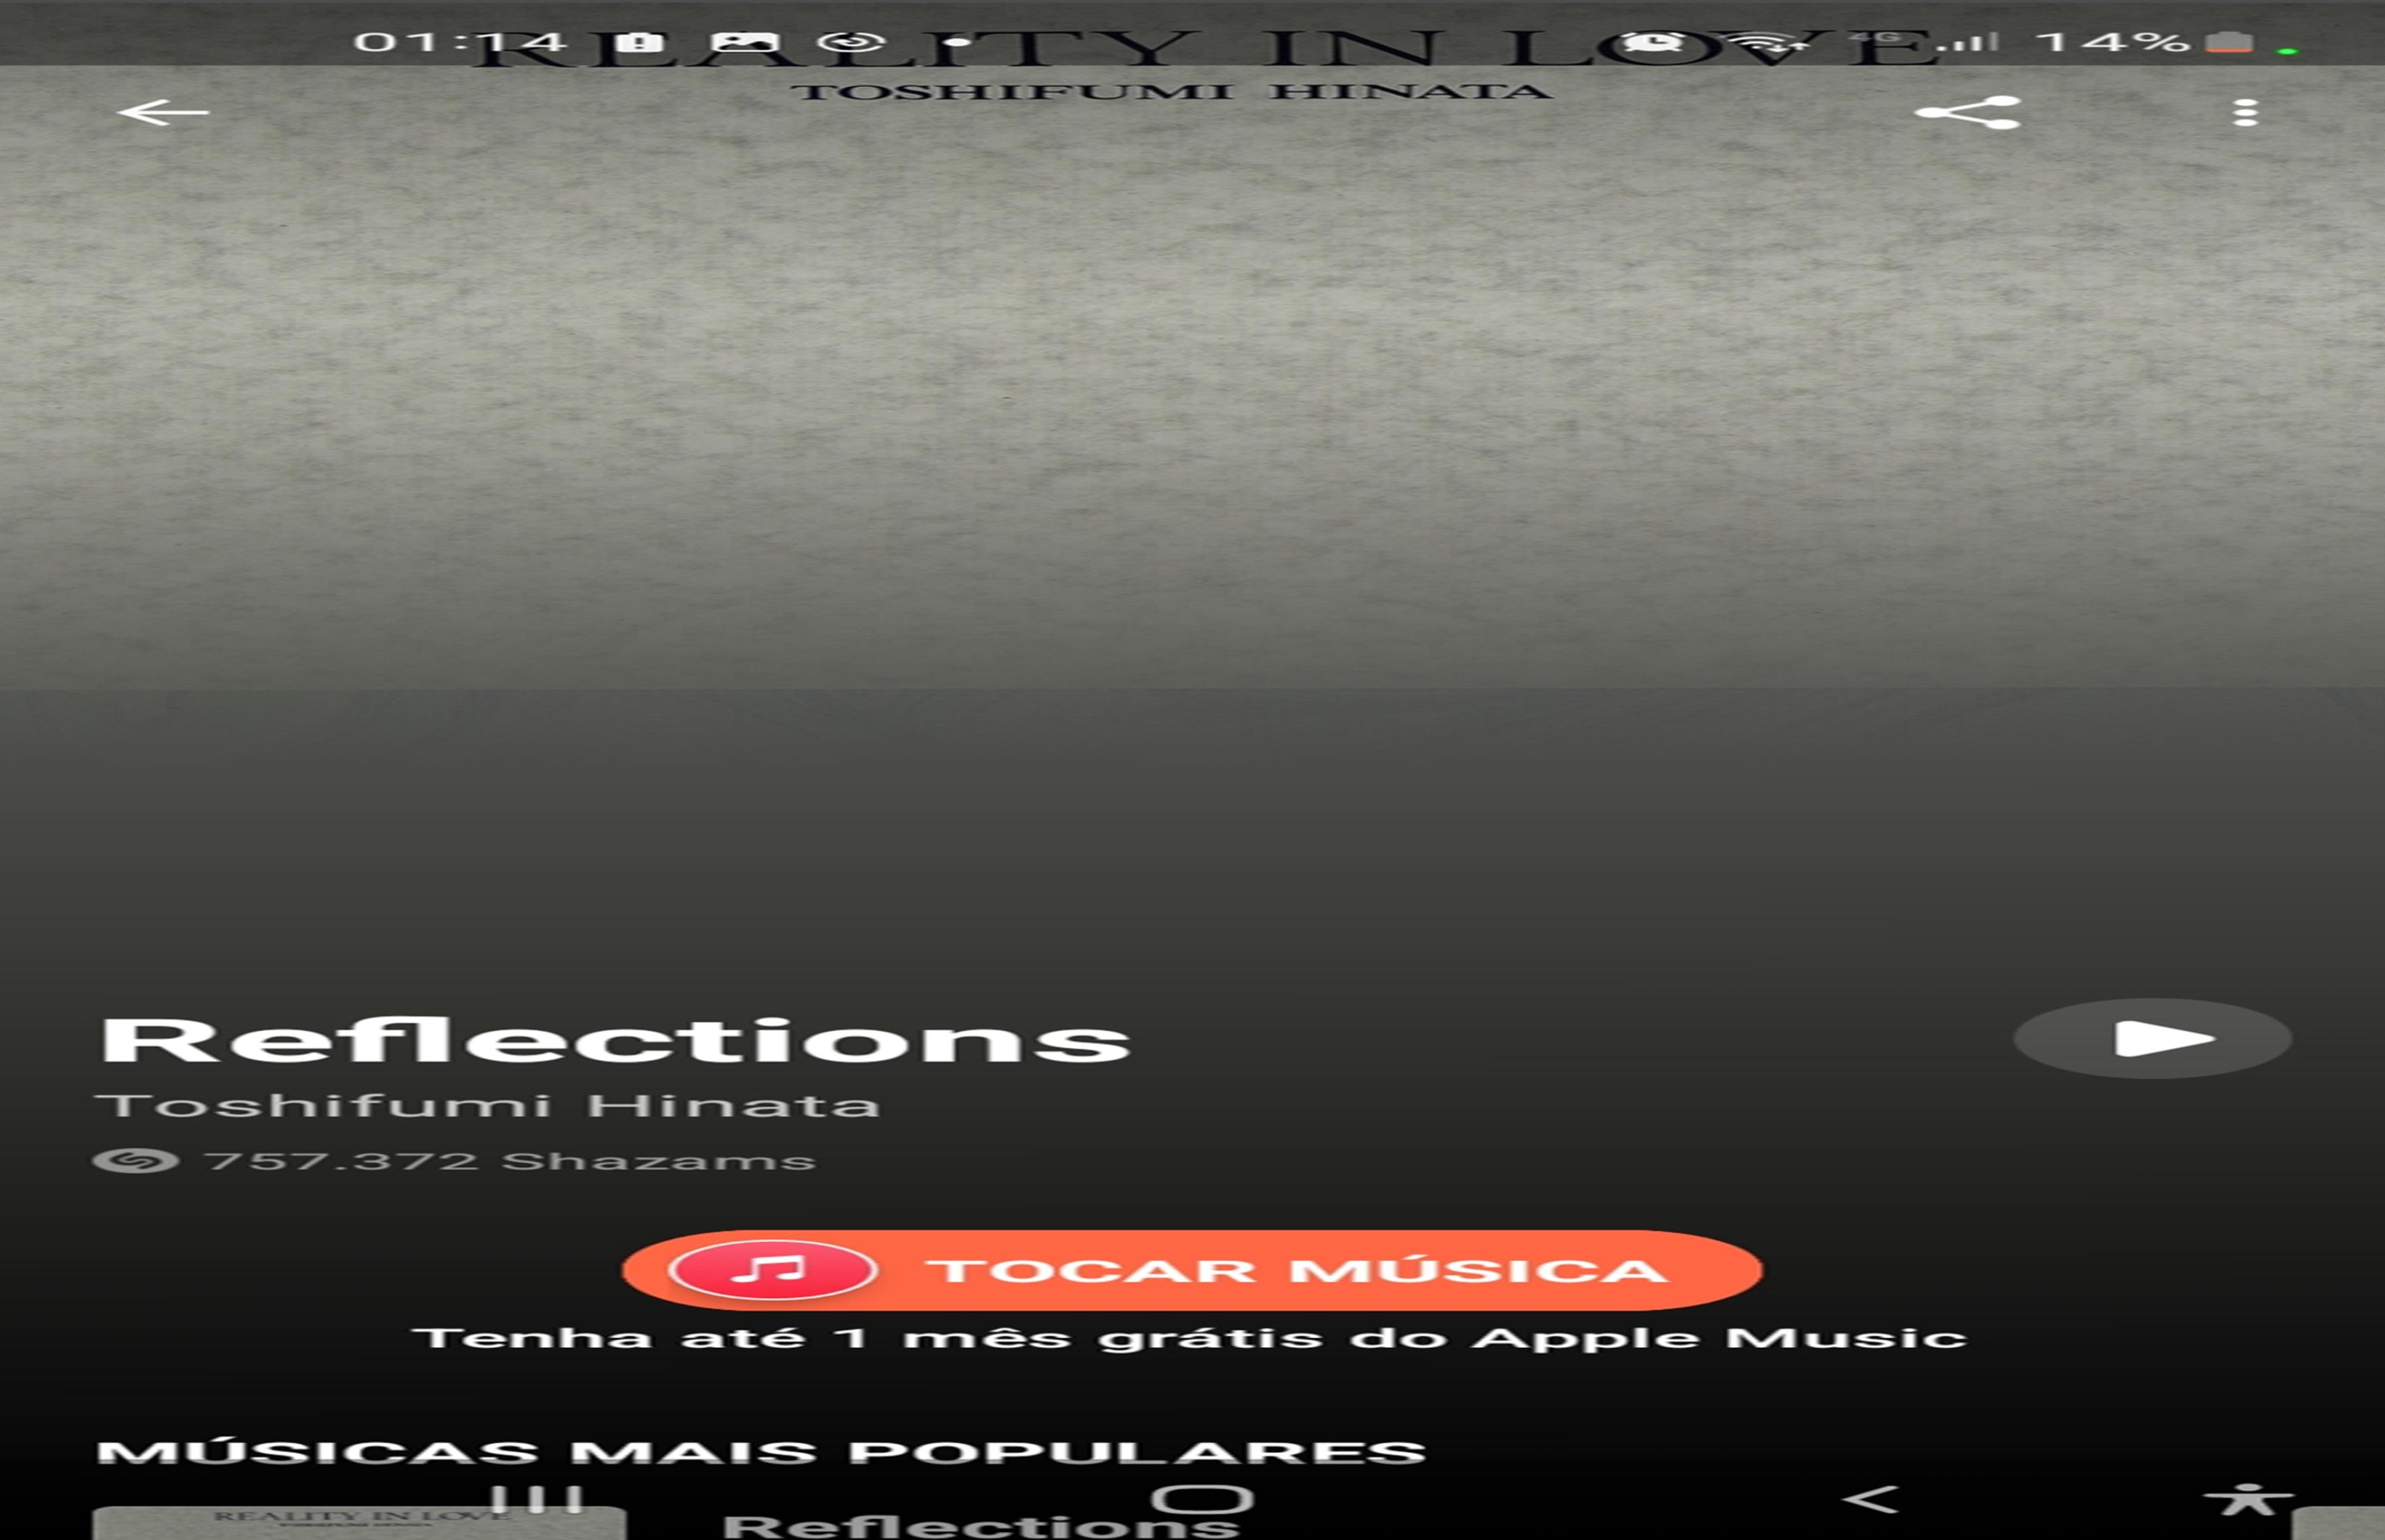 REALITY IN LOVE
01:14 4G 14%
TOSHIFUMI HINATA
Reflections
Toshifumi Hinata
757.372 Shazams
TOCAR MÚSICA
Tenha até 1 mês grátis do Apple Music
MÚSICAS MAIS POPULARES
REALITY IN LOVE
Reflections